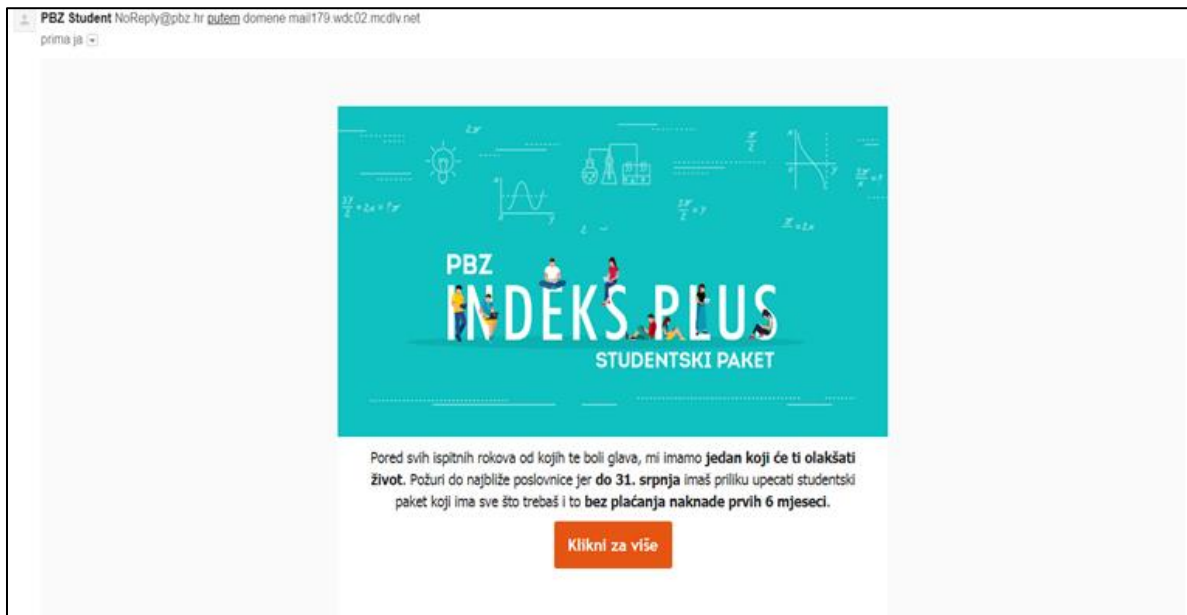 PBZ Student NoReply@pbz.hr putem domene mail179.wdc02.mcdlv.net
prima ja
PBZ
INDEKS PLUS
STUDENTSKI PAKET
Pored svih ispitnih rokova od kojih te boli glava, mi imamo jedan koji će ti olakšati
život. Požuri do najbliže poslovnice jer do 31. srpnja imaš priliku upecati studentski
paket koji ima sve što trebaš i to bez plaćanja naknade prvih 6 mjeseci.
Klikni za više